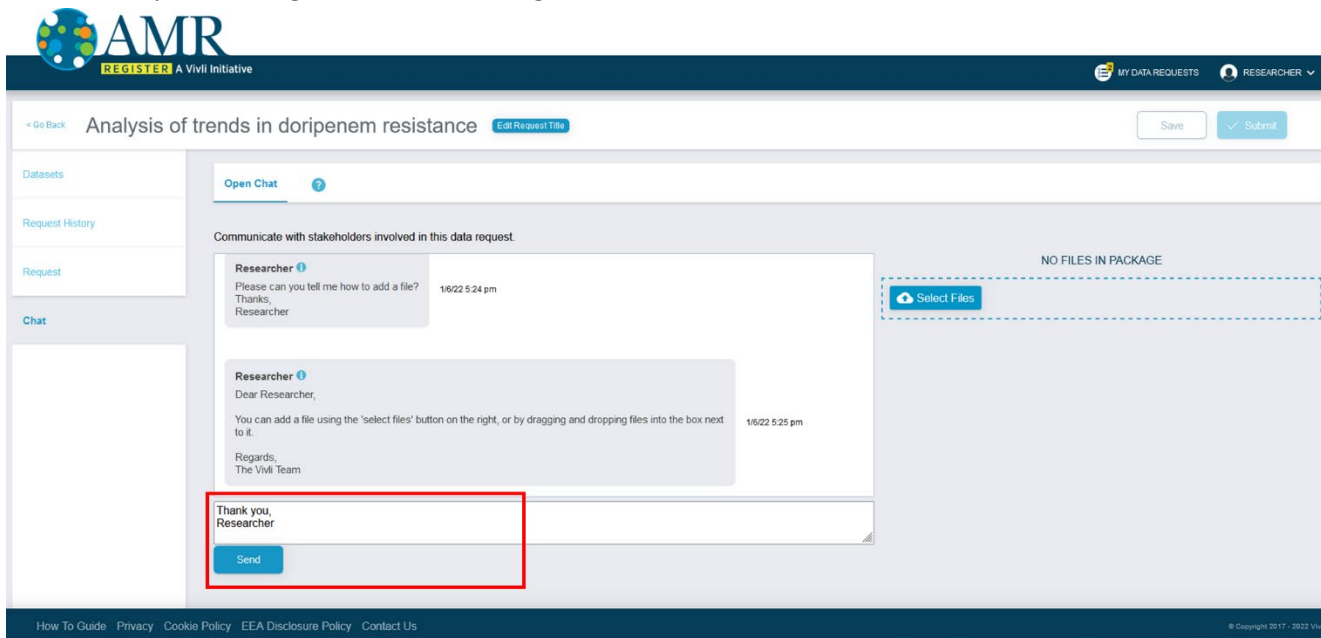 AMR
REGISTER A Vivli Initiative
2
MY DATA REQUESTS
RESEARCHER
< Go Back
Analysis of trends in doripenem resistance
Edit Request Title
Save
✓ Submit
Datasets
Request History
Request
Chat
Open Chat
?
Communicate with stakeholders involved in this data request.
Researcher
Please can you tell me how to add a file?
Thanks,
Researcher
1/6/22 5:24 pm
Researcher
Dear Researcher,
You can add a file using the 'select files' button on the right, or by dragging and dropping files into the box next
to it.
Regards,
The Vivli Team
1/6/22 5:25 pm
Thank you,
Researcher
Send
NO FILES IN PACKAGE
Select Files
How To Guide Privacy Cookie Policy EEA Disclosure Policy Contact Us
© Copyright 2017 - 2022